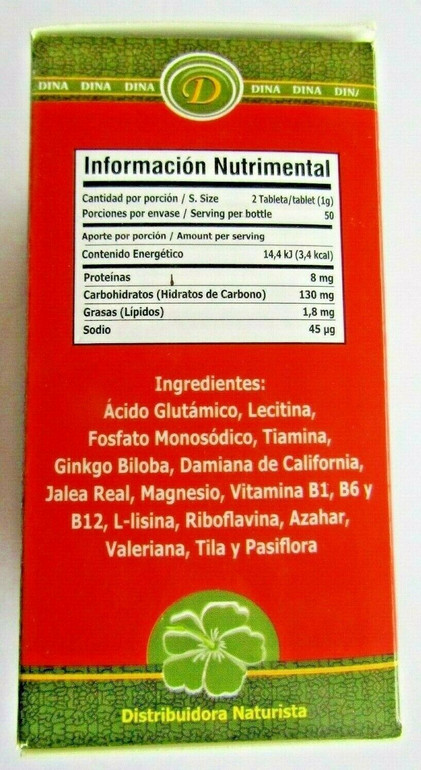 DINA DINA DINA D DINA DINA DIN
Información Nutrimental
Cantidad por porción / S. Size 2 Tableta/tablet (1g)
Porciones por envase / Serving per bottle 50
Aporte por porción / Amount per serving
Contenido Energético 14,4 kJ (3,4 kcal)
Proteínas 8 mg
Carbohidratos (Hidratos de Carbono) 130 mg
Grasas (Lípidos) 1,8 mg
Sodio 45 µg
Ingredientes:
Ácido Glutámico, Lecitina,
Fosfato Monosódico, Tiamina,
Ginkgo Biloba, Damiana de California,
Jalea Real, Magnesio, Vitamina B1, B6 y
B12, L-lisina, Riboflavina, Azahar,
Valeriana, Tila y Pasiflora
Distribuidora Naturista